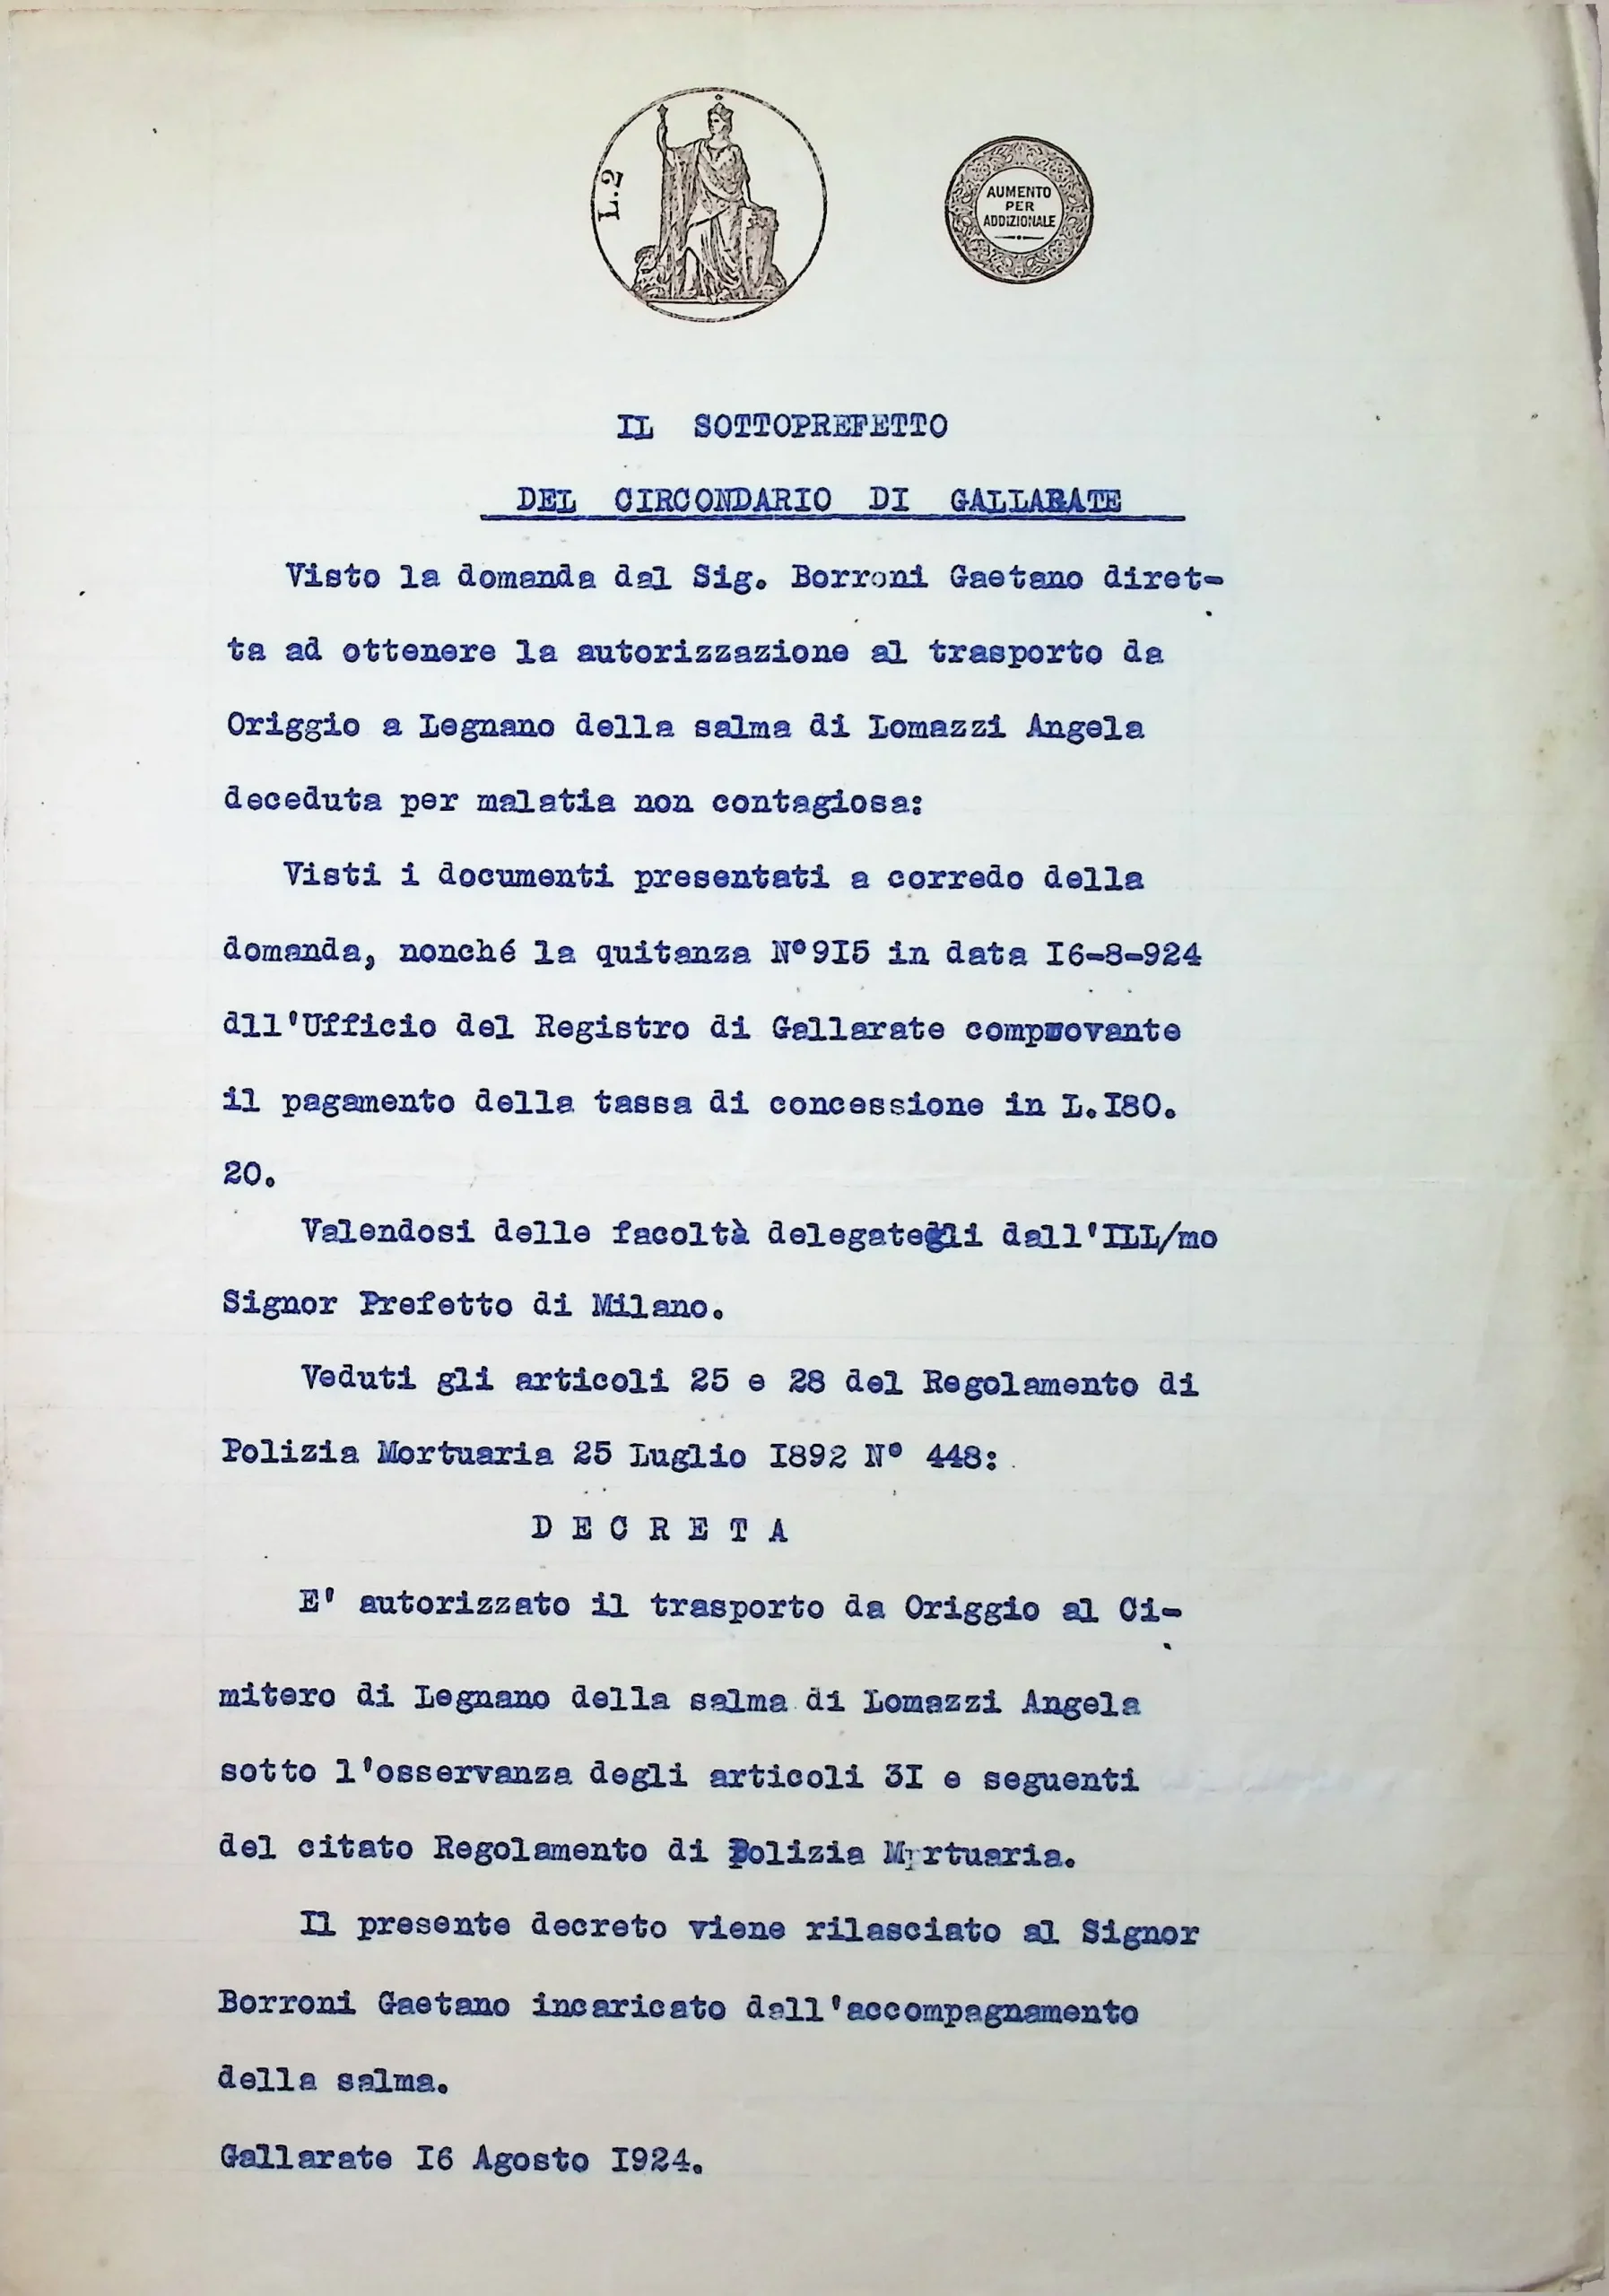 L.2
AUMENTO
PER
ADDIZIONALE
IL SOTTOPREFETTO
DEL CIRCONDARIO DI GALLARATE
Visto la domanda dal Sig. Borroni Gaetano diret-
ta ad ottenere la autorizzazione al trasporto da
Origgio a Legnano della salma di Lomazzi Angela
deceduta per malatia non contagiosa:
Visti i documenti presentati a corredo della
domanda, nonché la quitanza N°9I5 in data I6-8-924
dll'Ufficio del Registro di Gallarate comprovante
il pagamento della tassa di concessione in L.I80.
20.
Valendosi delle facoltà delegategli dall'ILL/mo
Signor Prefetto di Milano.
Veduti gli articoli 25 e 28 del Regolamento di
Polizia Mortuaria 25 Luglio I892 N° 448:
D E C R E T A
E' autorizzato il trasporto da Origgio al Ci-
mitero di Legnano della salma di Lomazzi Angela
sotto l'osservanza degli articoli 3I e seguenti
del citato Regolamento di Polizia Mortuaria.
Il presente decreto viene rilasciato al Signor
Borroni Gaetano incaricato dall'accompagnamento
della salma.
Gallarate I6 Agosto I924.